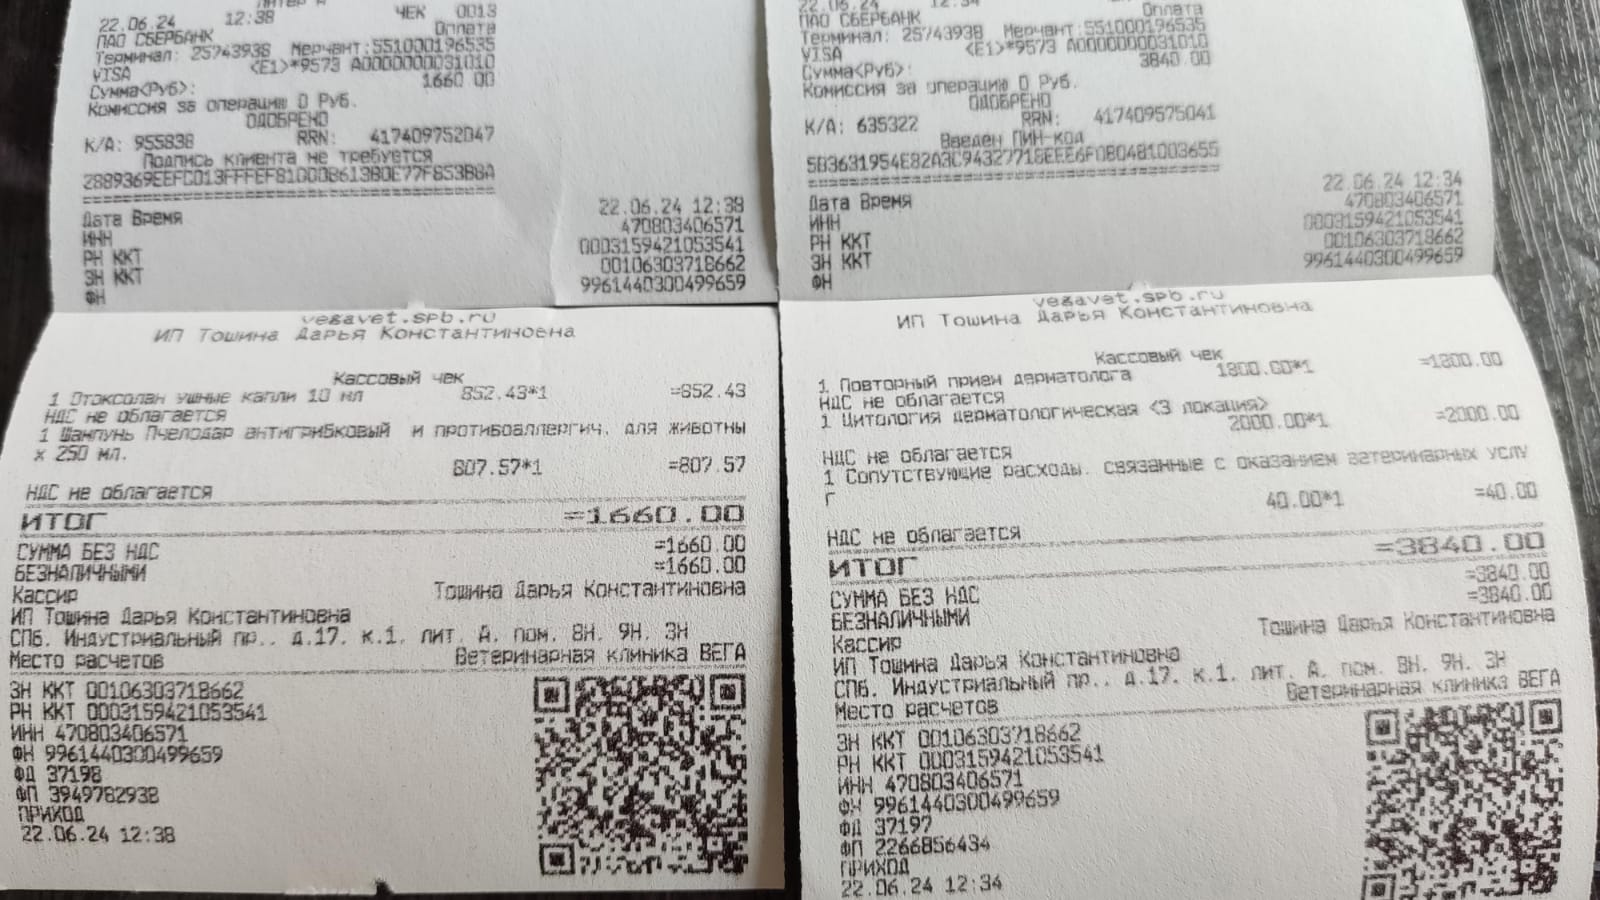 22.06.24 12:38 ЧЕК 0013
ПАО СБЕРБАНК Оплата
Терминал: 25743938 Мерчант:551000196535
VISA <E1>*9573 A0000000031010
Сумма<Руб>: 1660.00
Комиссия за операцию 0 Руб.
ОДОБРЕНО
К/А: 955838 RRN: 417409752047
Подпись клиента не требуется
2889369EEFC013FFFEF81000B613B0E77F853B8A
==============================
Дата Время 22.06.24 12:38
ИНН 470803406571
РН ККТ 0003159421053541
ЗН ККТ 00106303718662
ФН 9961440300499659
vegavet.spb.ru
ИП Тошина Дарья Константиновна
Кассовый чек
1 Отоксолан ушные капли 10 мл 852.43*1 =852.43
НДС не облагается
1 Шампунь Пчелодар антигрибковый и противоаллергич. для животны
х 250 мл.
807.57*1 =807.57
НДС не облагается
ИТОГ =1660.00
СУММА БЕЗ НДС =1660.00
БЕЗНАЛИЧНЫМИ =1660.00
Кассир Тошина Дарья Константиновна
ИП Тошина Дарья Константиновна
СПб. Индустриальный пр.. д.17. к.1. лит. А. пом. 8Н. 9Н. 3Н
Место расчетов Ветеринарная клиника ВЕГА
ЗН ККТ 00106303718662
РН ККТ 0003159421053541
ИНН 470803406571
ФН 9961440300499659
ФД 37198
ФП 3949782938
ПРИХОД
22.06.24 12:38
22.06.24 12:34
ПАО СБЕРБАНК Оплата
Терминал: 25743938 Мерчант:551000196535
VISA <E1>*9573 A0000000031010
Сумма<Руб>: 3840.00
Комиссия за операцию 0 Руб.
ОДОБРЕНО
К/А: 635322 RRN: 417409575041
Введен ПИН-код
5B3631954E82A3C94327718EEE6F0B0481003655
==============================
Дата Время 22.06.24 12:34
ИНН 470803406571
РН ККТ 0003159421053541
ЗН ККТ 00106303718662
ФН 9961440300499659
vegavet.spb.ru
ИП Тошина Дарья Константиновна
Кассовый чек
1 Повторный прием дерматолога 1800.00*1 =1800.00
НДС не облагается
1 Цитология дерматологическая <3 локация>
2000.00*1 =2000.00
НДС не облагается
1 Сопутствующие расходы. связанные с оказанием ветеринарных услу
г
40.00*1 =40.00
НДС не облагается
ИТОГ =3840.00
СУММА БЕЗ НДС =3840.00
БЕЗНАЛИЧНЫМИ =3840.00
Кассир Тошина Дарья Константиновна
ИП Тошина Дарья Константиновна
СПб. Индустриальный пр.. д.17. к.1. лит. А. пом. 8Н. 9Н. 3Н
Место расчетов Ветеринарная клиника ВЕГА
ЗН ККТ 00106303718662
РН ККТ 0003159421053541
ИНН 470803406571
ФН 9961440300499659
ФД 37197
ФП 2266856434
ПРИХОД
22.06.24 12:34